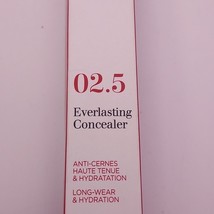 02.5
Everlasting
Concealer
ANTI-CERNES
HAUTE TENUE
& HYDRATATION
LONG-WEAR
& HYDRATION